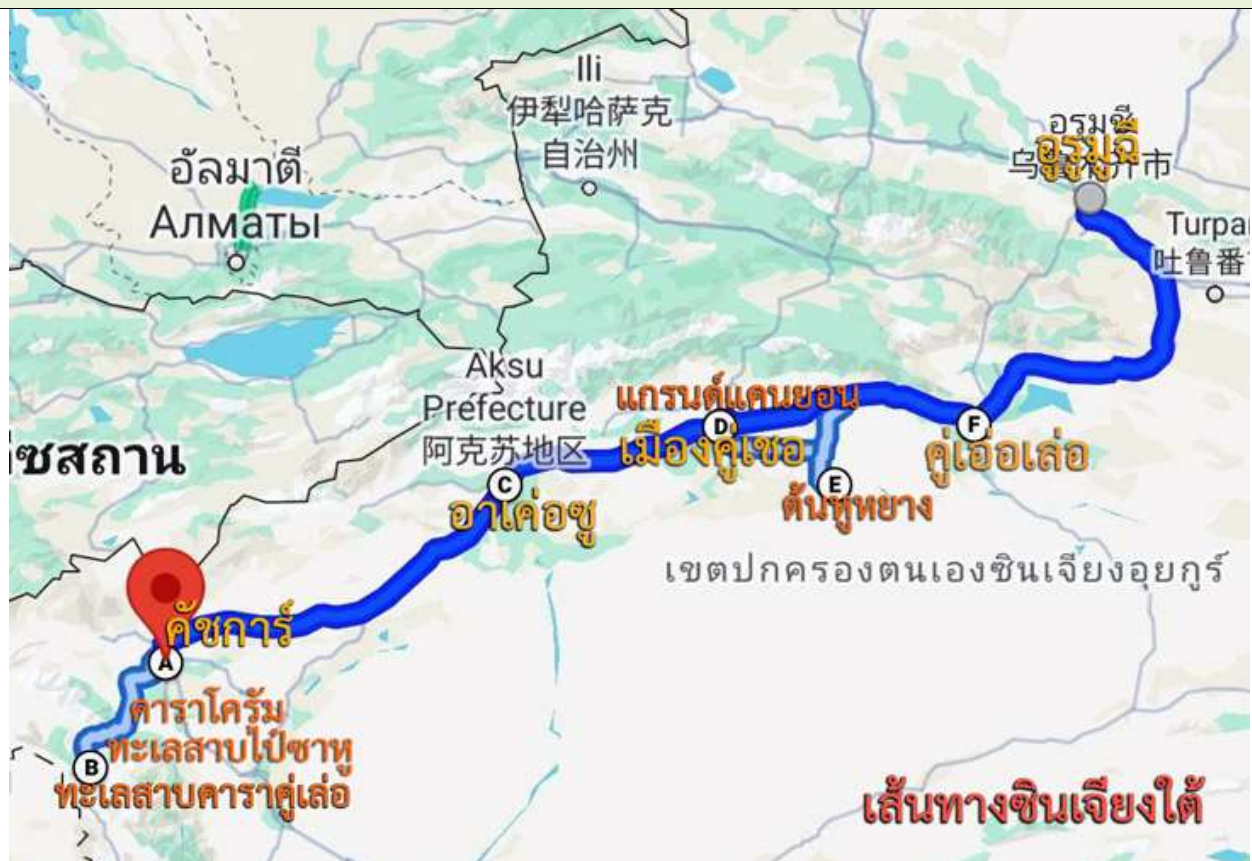 Ili
伊犁哈萨克
自治州
อูรูมชี
อูรูมูฉี
อัลมาตี
Алматы
Turpan
吐鲁番
Aksu
Prefecture
阿克苏地区
แกรนด์แคนยอน
D
เมืองคู่เชอ
F
คู่เอ่อเล่อ
ซสถาน
C
อาเค่อซู
E
ต้นหูหยาง
เขตปกครองตนเองซินเจียงอุยกูร์
คัชการ์
A
คาราโครัม
ทะเลสาบไป๋ซาหู
B
ทะเลสาบคาราคู่เล่อ
เส้นทางซินเจียงใต้